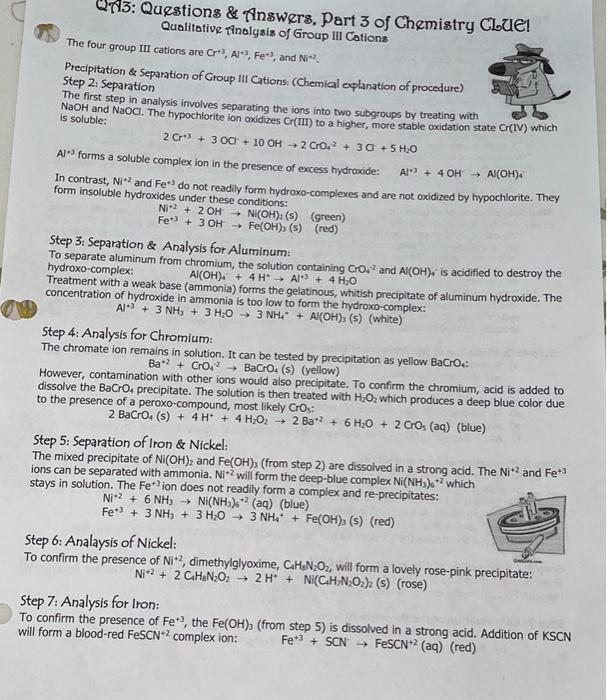 QA3: Questions & Answers, Part 3 of Chemistry CLUE!
Qualitative Analysis of Group III Cations
The four group III cations are Cr⁺³, Al⁺³, Fe⁺³, and Ni⁺².
Precipitation & Separation of Group III Cations: (Chemical explanation of procedure)
Step 2: Separation
The first step in analysis involves separating the ions into two subgroups by treating with
NaOH and NaOCl. The hypochlorite ion oxidizes Cr(III) to a higher, more stable oxidation state Cr(IV) which
is soluble:
2 Cr⁺³ + 3 OCl⁻ + 10 OH⁻ → 2 CrO₄⁻² + 3 Cl⁻ + 5 H₂O
Al⁺³ forms a soluble complex ion in the presence of excess hydroxide: Al⁺³ + 4 OH⁻ → Al(OH)₄⁻
In contrast, Ni⁺² and Fe⁺³ do not readily form hydroxo-complexes and are not oxidized by hypochlorite. They
form insoluble hydroxides under these conditions:
Ni⁺² + 2 OH⁻ → Ni(OH)₂ (s) (green)
Fe⁺³ + 3 OH⁻ → Fe(OH)₃ (s) (red)
Step 3: Separation & Analysis for Aluminum:
To separate aluminum from chromium, the solution containing CrO₄⁻² and Al(OH)₄⁻ is acidified to destroy the
hydroxo-complex: Al(OH)₄⁻ + 4 H⁺ → Al⁺³ + 4 H₂O
Treatment with a weak base (ammonia) forms the gelatinous, whitish precipitate of aluminum hydroxide. The
concentration of hydroxide in ammonia is too low to form the hydroxo-complex:
Al⁺³ + 3 NH₃ + 3 H₂O → 3 NH₄⁺ + Al(OH)₃ (s) (white)
Step 4: Analysis for Chromium:
The chromate ion remains in solution. It can be tested by precipitation as yellow BaCrO₄:
Ba⁺² + CrO₄⁻² → BaCrO₄ (s) (yellow)
However, contamination with other ions would also precipitate. To confirm the chromium, acid is added to
dissolve the BaCrO₄ precipitate. The solution is then treated with H₂O₂ which produces a deep blue color due
to the presence of a peroxo-compound, most likely CrO₅:
2 BaCrO₄ (s) + 4 H⁺ + 4 H₂O₂ → 2 Ba⁺² + 6 H₂O + 2 CrO₅ (aq) (blue)
Step 5: Separation of Iron & Nickel:
The mixed precipitate of Ni(OH)₂ and Fe(OH)₃ (from step 2) are dissolved in a strong acid. The Ni⁺² and Fe⁺³
ions can be separated with ammonia. Ni⁺² will form the deep-blue complex Ni(NH₃)₆⁺² which
stays in solution. The Fe⁺³ ion does not readily form a complex and re-precipitates:
Ni⁺² + 6 NH₃ → Ni(NH₃)₆⁺² (aq) (blue)
Fe⁺³ + 3 NH₃ + 3 H₂O → 3 NH₄⁺ + Fe(OH)₃ (s) (red)
Step 6: Analaysis of Nickel:
To confirm the presence of Ni⁺², dimethylglyoxime, C₄H₈N₂O₂, will form a lovely rose-pink precipitate:
Ni⁺² + 2 C₄H₈N₂O₂ → 2 H⁺ + Ni(C₄H₇N₂O₂)₂ (s) (rose)
Step 7: Analysis for Iron:
To confirm the presence of Fe⁺³, the Fe(OH)₃ (from step 5) is dissolved in a strong acid. Addition of KSCN
will form a blood-red FeSCN⁺² complex ion: Fe⁺³ + SCN⁻ → FeSCN⁺² (aq) (red)